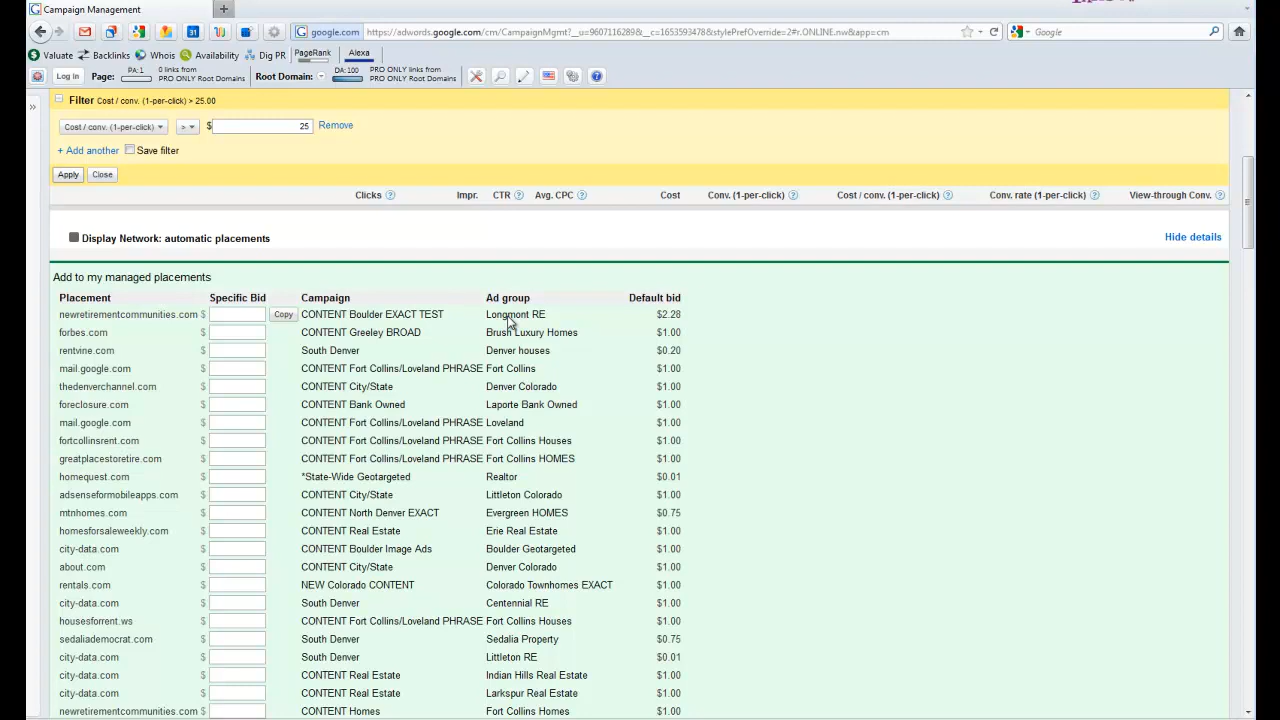 Campaign Management
google.com https://adwords.google.com/cm/CampaignMgmt?__u=9607116289&__c=1653593478&stylePrefOverride=2#r.ONLINE.nw&app=cm Google
Valuate Backlinks Whois Availability Dig PR PageRank Alexa
Log In Page: PA: 1 0 links from PRO ONLY Root Domains Root Domain: DA: 100 PRO ONLY links from PRO ONLY Root Domains
Filter Cost / conv. (1-per-click) > 25.00
Cost / conv. (1-per-click) > $ 25 Remove
+ Add another Save filter
Apply Close
Clicks ? Impr. CTR ? Avg. CPC ? Cost Conv. (1-per-click) ? Cost / conv. (1-per-click) ? Conv. rate (1-per-click) ? View-through Conv. ?
Display Network: automatic placements Hide details
Add to my managed placements
Placement Specific Bid Campaign Ad group Default bid
newretirementcommunities.com $ Copy CONTENT Boulder EXACT TEST Longmont RE $2.28
forbes.com $ CONTENT Greeley BROAD Brush Luxury Homes $1.00
rentvine.com $ South Denver Denver houses $0.20
mail.google.com $ CONTENT Fort Collins/Loveland PHRASE Fort Collins $1.00
thedenverchannel.com $ CONTENT City/State Denver Colorado $1.00
foreclosure.com $ CONTENT Bank Owned Laporte Bank Owned $1.00
mail.google.com $ CONTENT Fort Collins/Loveland PHRASE Loveland $1.00
fortcollinsrent.com $ CONTENT Fort Collins/Loveland PHRASE Fort Collins Houses $1.00
greatplacestoretire.com $ CONTENT Fort Collins/Loveland PHRASE Fort Collins HOMES $1.00
homequest.com $ *State-Wide Geotargeted Realtor $0.01
adsenseformobileapps.com $ CONTENT City/State Littleton Colorado $1.00
mtnhomes.com $ CONTENT North Denver EXACT Evergreen HOMES $0.75
homesforsaleweekly.com $ CONTENT Real Estate Erie Real Estate $1.00
city-data.com $ CONTENT Boulder Image Ads Boulder Geotargeted $1.00
about.com $ CONTENT City/State Denver Colorado $1.00
rentals.com $ NEW Colorado CONTENT Colorado Townhomes EXACT $1.00
city-data.com $ South Denver Centennial RE $1.00
housesforrent.ws $ CONTENT Fort Collins/Loveland PHRASE Fort Collins Houses $1.00
sedaliademocrat.com $ South Denver Sedalia Property $0.75
city-data.com $ South Denver Littleton RE $0.01
city-data.com $ CONTENT Real Estate Indian Hills Real Estate $1.00
city-data.com $ CONTENT Real Estate Larkspur Real Estate $1.00
newretirementcommunities.com $ CONTENT Homes Fort Collins Homes $1.00